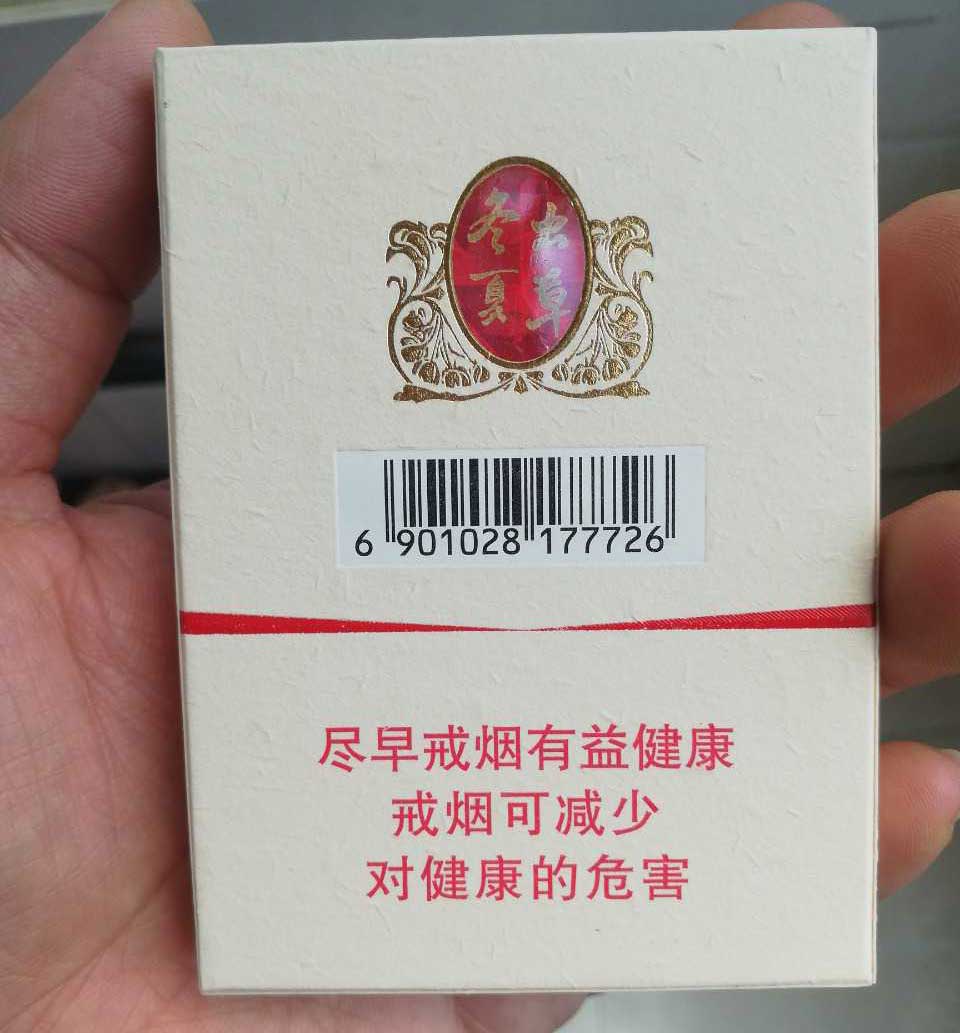 冬虫
夏草
6 901028 177726
尽早戒烟有益健康
戒烟可减少
对健康的危害